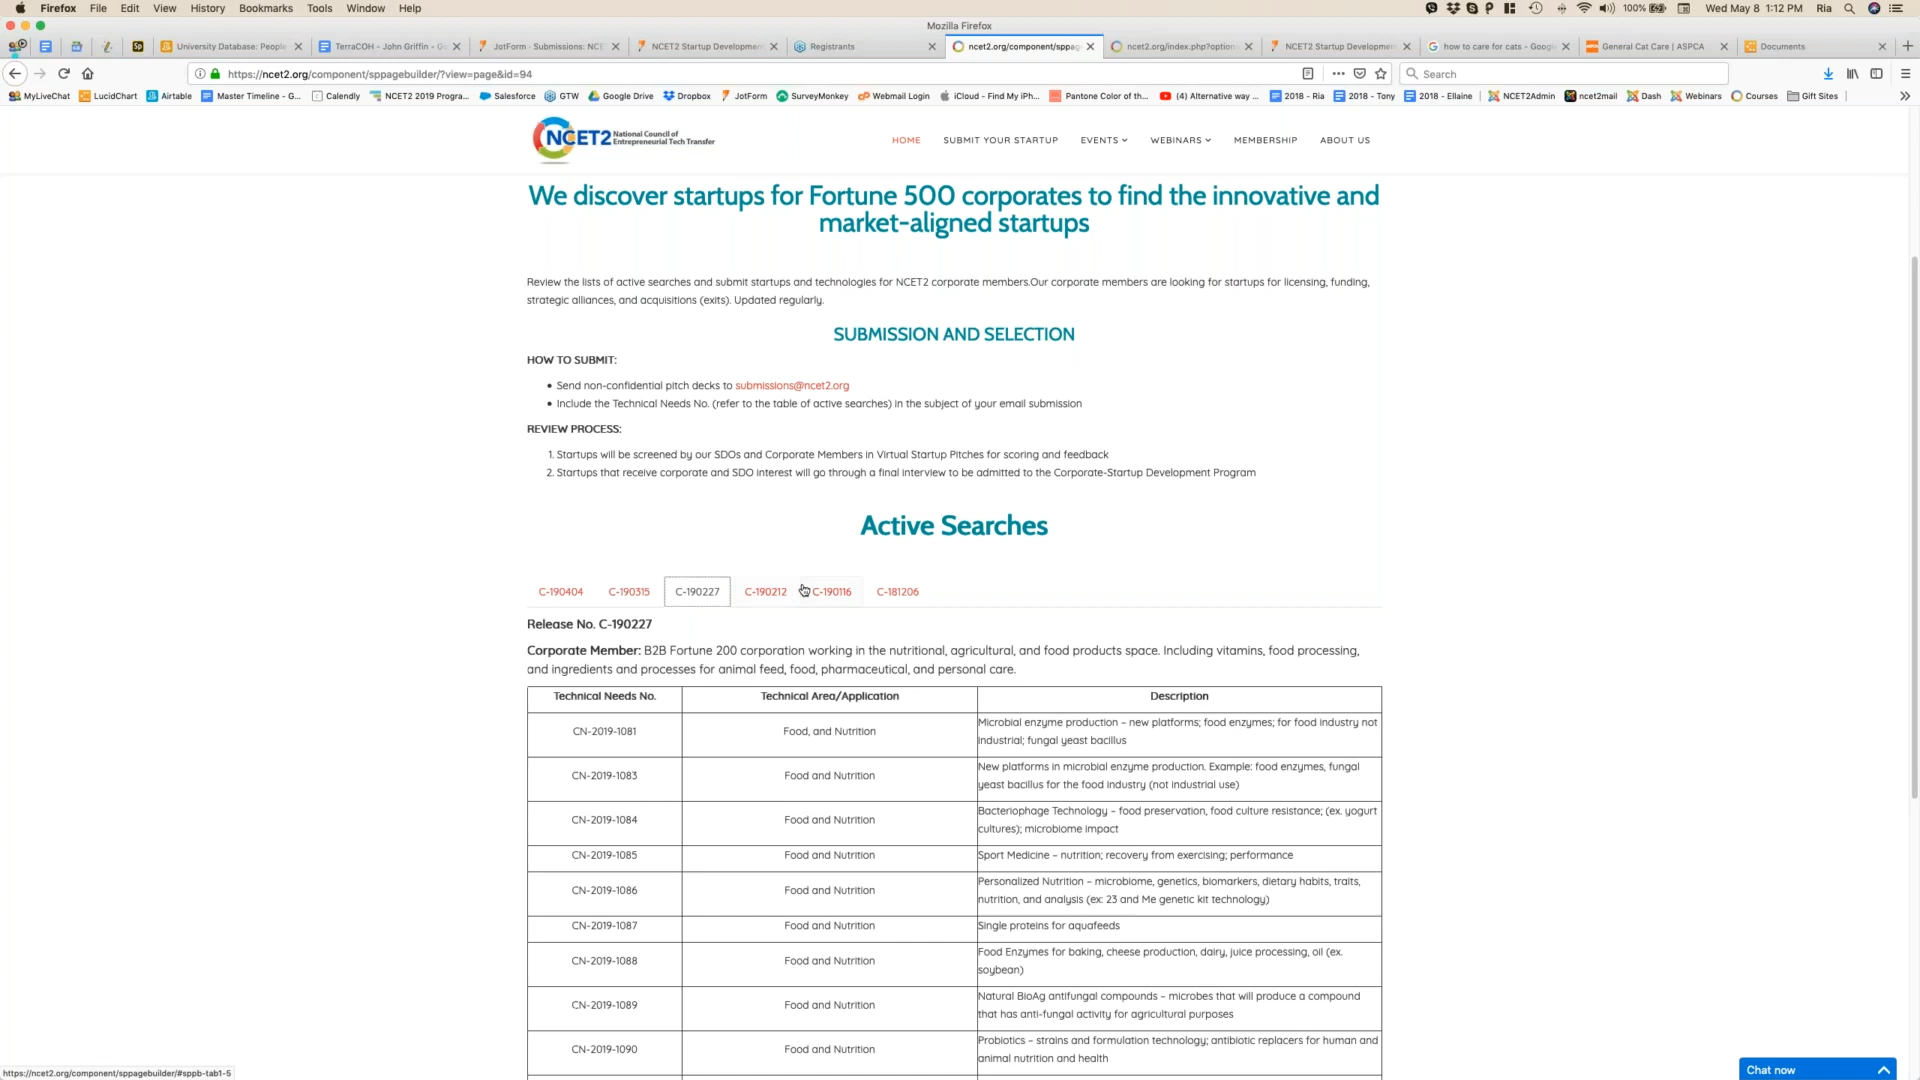 Firefox File Edit View History Bookmarks Tools Window Help 100% Wed May 8 1:12 PM Ria
Mozilla Firefox
University Database: People TerraCOH - John Griffin - G JotForm · Submissions: NCE NCET2 Startup Developmen Registrants ncet2.org/component/sppag ncet2.org/index.php?option NCET2 Startup Developmen how to care for cats - Googl General Cat Care | ASPCA Documents
https://ncet2.org/component/sppagebuilder/?view=page&id=94 Search
MyLiveChat LucidChart Airtable Master Timeline - G... Calendly NCET2 2019 Progra... Salesforce GTW Google Drive Dropbox JotForm SurveyMonkey Webmail Login iCloud - Find My iPh... Pantone Color of th... (4) Alternative way ... 2018 - Ria 2018 - Tony 2018 - Ellaine NCET2Admin ncet2mail Dash Webinars Courses Gift Sites
NCET2 National Council of
Entrepreneurial Tech Transfer
HOME SUBMIT YOUR STARTUP EVENTS WEBINARS MEMBERSHIP ABOUT US
We discover startups for Fortune 500 corporates to find the innovative and
market-aligned startups
Review the lists of active searches and submit startups and technologies for NCET2 corporate members.Our corporate members are looking for startups for licensing, funding,
strategic alliances, and acquisitions (exits). Updated regularly.
SUBMISSION AND SELECTION
HOW TO SUBMIT:
• Send non-confidential pitch decks to submissions@ncet2.org
• Include the Technical Needs No. (refer to the table of active searches) in the subject of your email submission
REVIEW PROCESS:
1. Startups will be screened by our SDOs and Corporate Members in Virtual Startup Pitches for scoring and feedback
2. Startups that receive corporate and SDO interest will go through a final interview to be admitted to the Corporate-Startup Development Program
Active Searches
C-190404 C-190315 C-190227 C-190212 C-190116 C-181206
Release No. C-190227
Corporate Member: B2B Fortune 200 corporation working in the nutritional, agricultural, and food products space. Including vitamins, food processing,
and ingredients and processes for animal feed, food, pharmaceutical, and personal care.
Technical Needs No. Technical Area/Application Description
CN-2019-1081 Food, and Nutrition Microbial enzyme production – new platforms; food enzymes; for food industry not
industrial; fungal yeast bacillus
CN-2019-1083 Food and Nutrition New platforms in microbial enzyme production. Example: food enzymes, fungal
yeast bacillus for the food industry (not industrial use)
CN-2019-1084 Food and Nutrition Bacteriophage Technology – food preservation, food culture resistance; (ex. yogurt
cultures); microbiome impact
CN-2019-1085 Food and Nutrition Sport Medicine – nutrition; recovery from exercising; performance
CN-2019-1086 Food and Nutrition Personalized Nutrition – microbiome, genetics, biomarkers, dietary habits, traits,
nutrition, and analysis (ex: 23 and Me genetic kit technology)
CN-2019-1087 Food and Nutrition Single proteins for aquafeeds
CN-2019-1088 Food and Nutrition Food Enzymes for baking, cheese production, dairy, juice processing, oil (ex.
soybean)
CN-2019-1089 Food and Nutrition Natural BioAg antifungal compounds – microbes that will produce a compound
that has anti-fungal activity for agricultural purposes
CN-2019-1090 Food and Nutrition Probiotics – strains and formulation technology; antibiotic replacers for human and
animal nutrition and health
https://ncet2.org/component/sppagebuilder/#sppb-tab1-5
Chat now